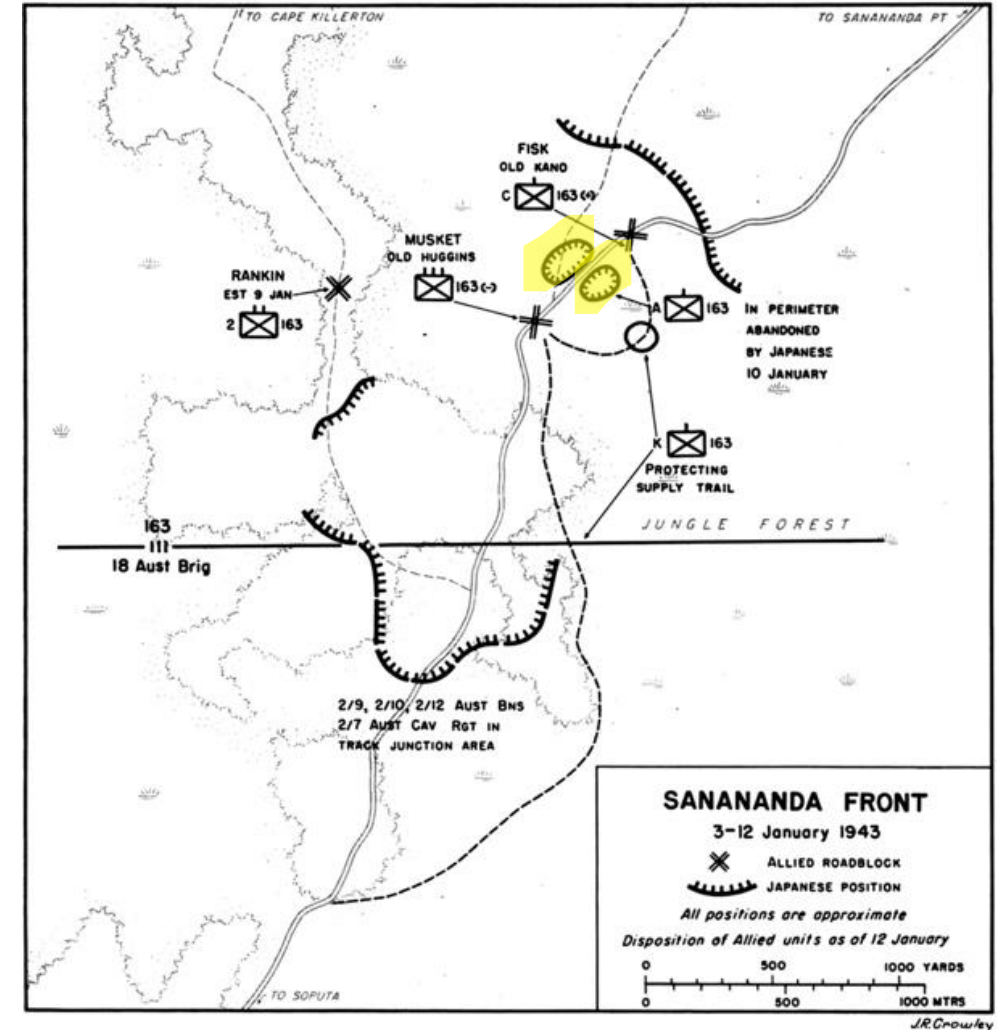 TO CAPE KILLERTON
TO SANANANDA PT
FISK
OLD KANO
C 163 (+)
MUSKET
OLD HUGGINS
163 (-)
RANKIN
EST 9 JAN
2 163
A 163
IN PERIMETER
ABANDONED
BY JAPANESE
10 JANUARY
K 163
PROTECTING
SUPPLY TRAIL
JUNGLE FOREST
163
III
18 Aust Brig
2/9, 2/10, 2/12 AUST BNS
2/7 AUST CAV RGT IN
TRACK JUNCTION AREA
TO SOPUTA
SANANANDA FRONT
3-12 January 1943
ALLIED ROADBLOCK
JAPANESE POSITION
All positions are approximate
Disposition of Allied units as of 12 January
0 500 1000 YARDS
0 500 1000 MTRS
J.R.Crowley